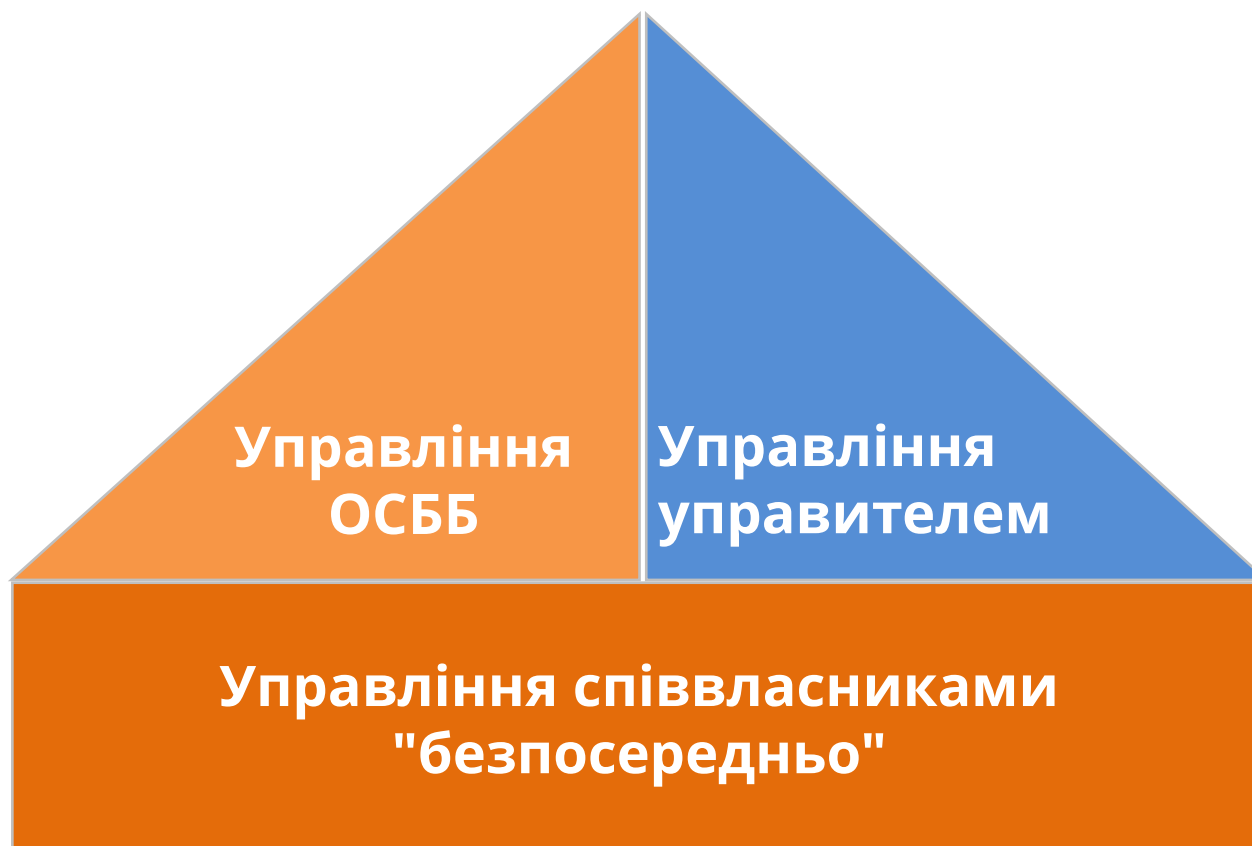 Управління
ОСББ
Управління
управителем
Управління співвласниками
"безпосередньо"